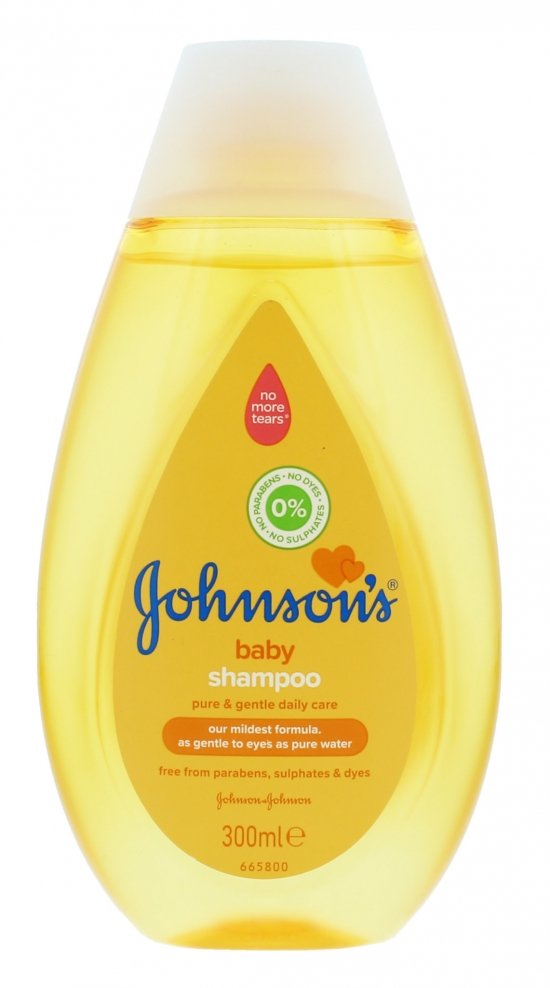 no
more
tears*
NO PARABENS • NO DYES • NO SULPHATES •
0%
Johnson's®
baby
shampoo
pure & gentle daily care
our mildest formula.
as gentle to eyes as pure water
free from parabens, sulphates & dyes
Johnson & Johnson
300ml℮
665800